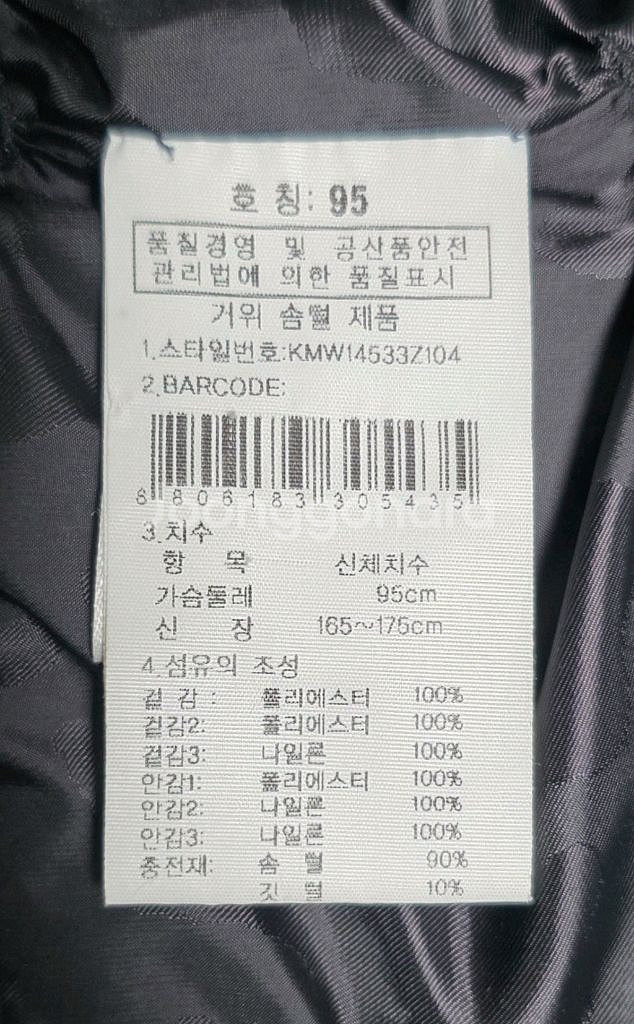 호 칭: 95
품질경영 및 공산품안전
관리법에 의한 품질표시
거위 솜털 제품
1.스타일번호:KMW14533Z104
2.BARCODE:
8 806183 305435
3.치수
항 목 신체치수
가슴둘레 95cm
신 장 165~175cm
4.섬유의 조성
겉 감 : 폴리에스터 100%
겉감2: 폴리에스터 100%
겉감3: 나일론 100%
안감1: 폴리에스터 100%
안감2: 나일론 100%
안감3: 나일론 100%
충전재: 솜 털 90%
깃 털 10%